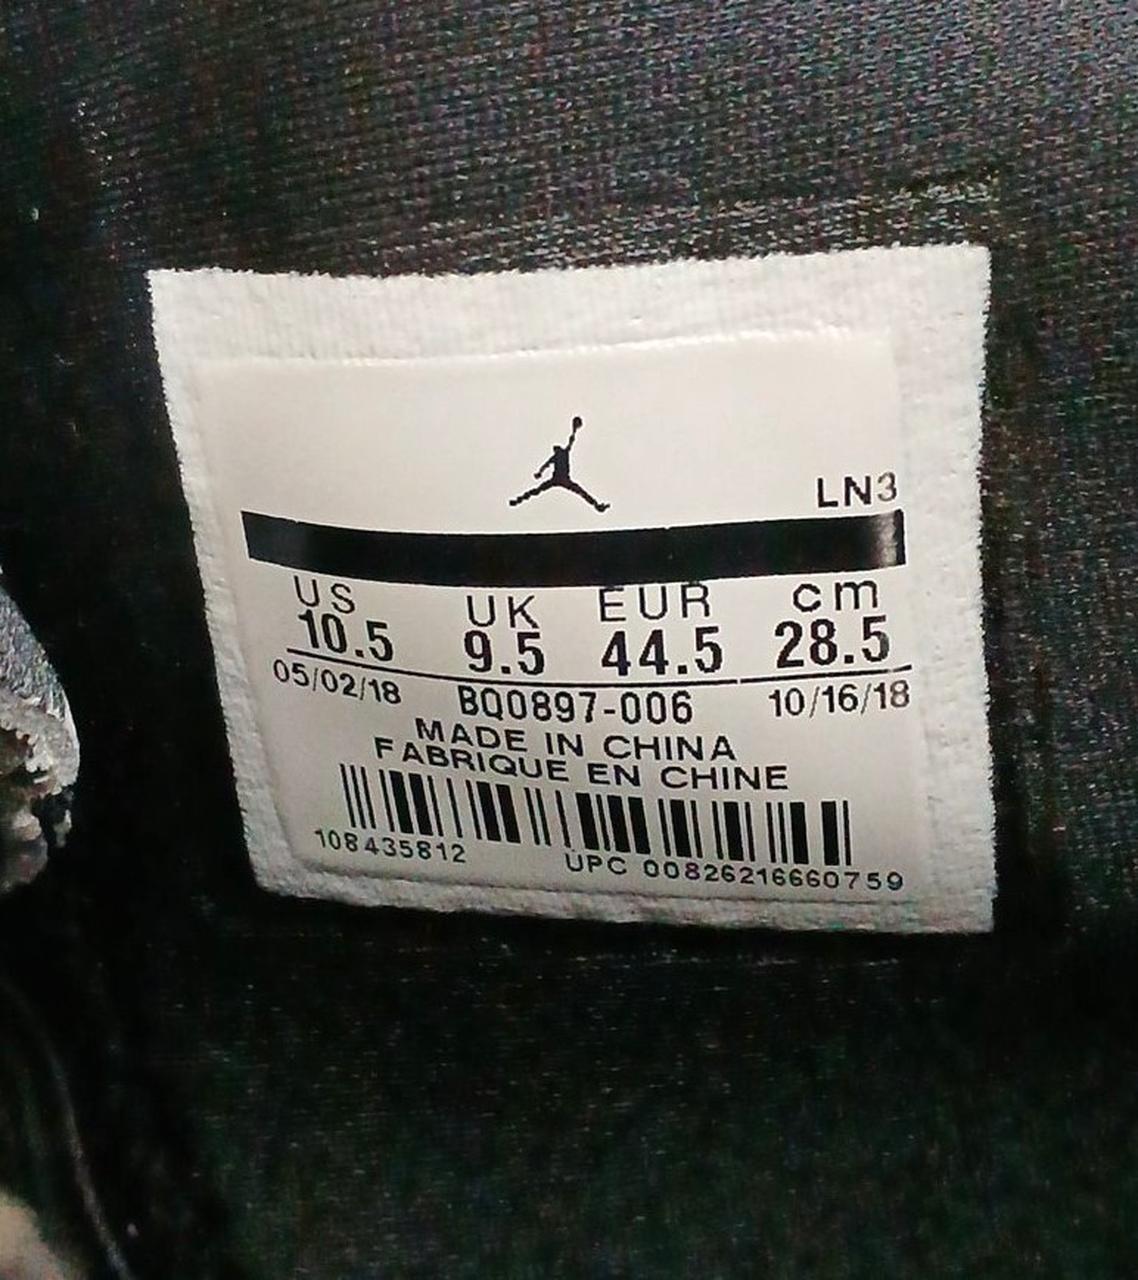 LN3
US UK EUR cm
10.5 9.5 44.5 28.5
05/02/18 BQ0897-006 10/16/18
MADE IN CHINA
FABRIQUE EN CHINE
108435812 UPC 00826216660759